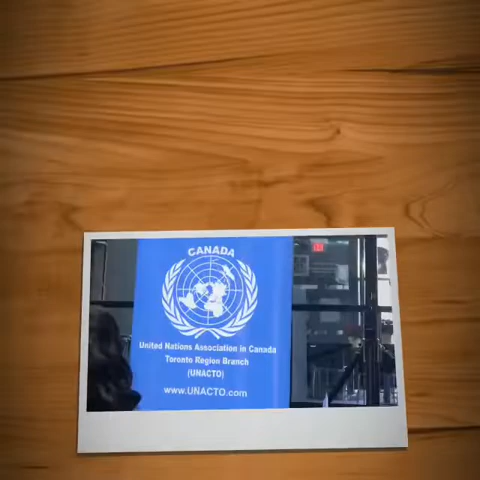 CANADA
United Nations Association in Canada
Toronto Region Branch
(UNACTO)
www.UNACTO.com